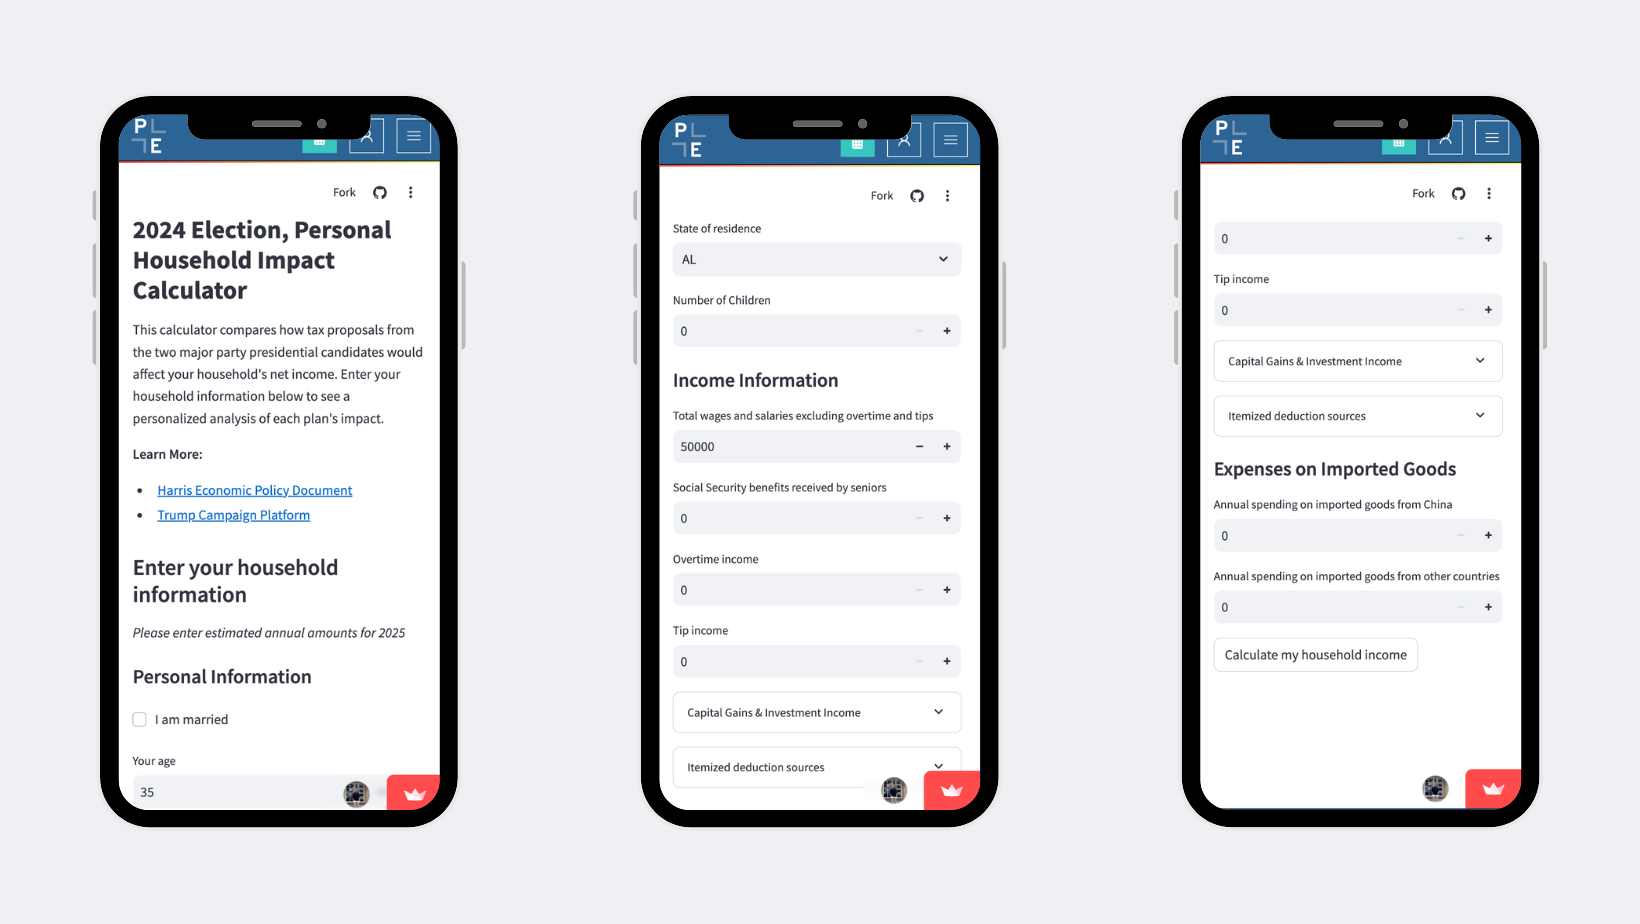 P
E
Fork
2024 Election, Personal
Household Impact
Calculator
This calculator compares how tax proposals from
the two major party presidential candidates would
affect your household's net income. Enter your
household information below to see a
personalized analysis of each plan's impact.
Learn More:
Harris Economic Policy Document
Trump Campaign Platform
Enter your household
information
Please enter estimated annual amounts for 2025
Personal Information
I am married
Your age
35
P
E
Fork
State of residence
AL
Number of Children
0
Income Information
Total wages and salaries excluding overtime and tips
50000
Social Security benefits received by seniors
0
Overtime income
0
Tip income
0
Capital Gains & Investment Income
Itemized deduction sources
P
E
Fork
0
Tip income
0
Capital Gains & Investment Income
Itemized deduction sources
Expenses on Imported Goods
Annual spending on imported goods from China
0
Annual spending on imported goods from other countries
0
Calculate my household income